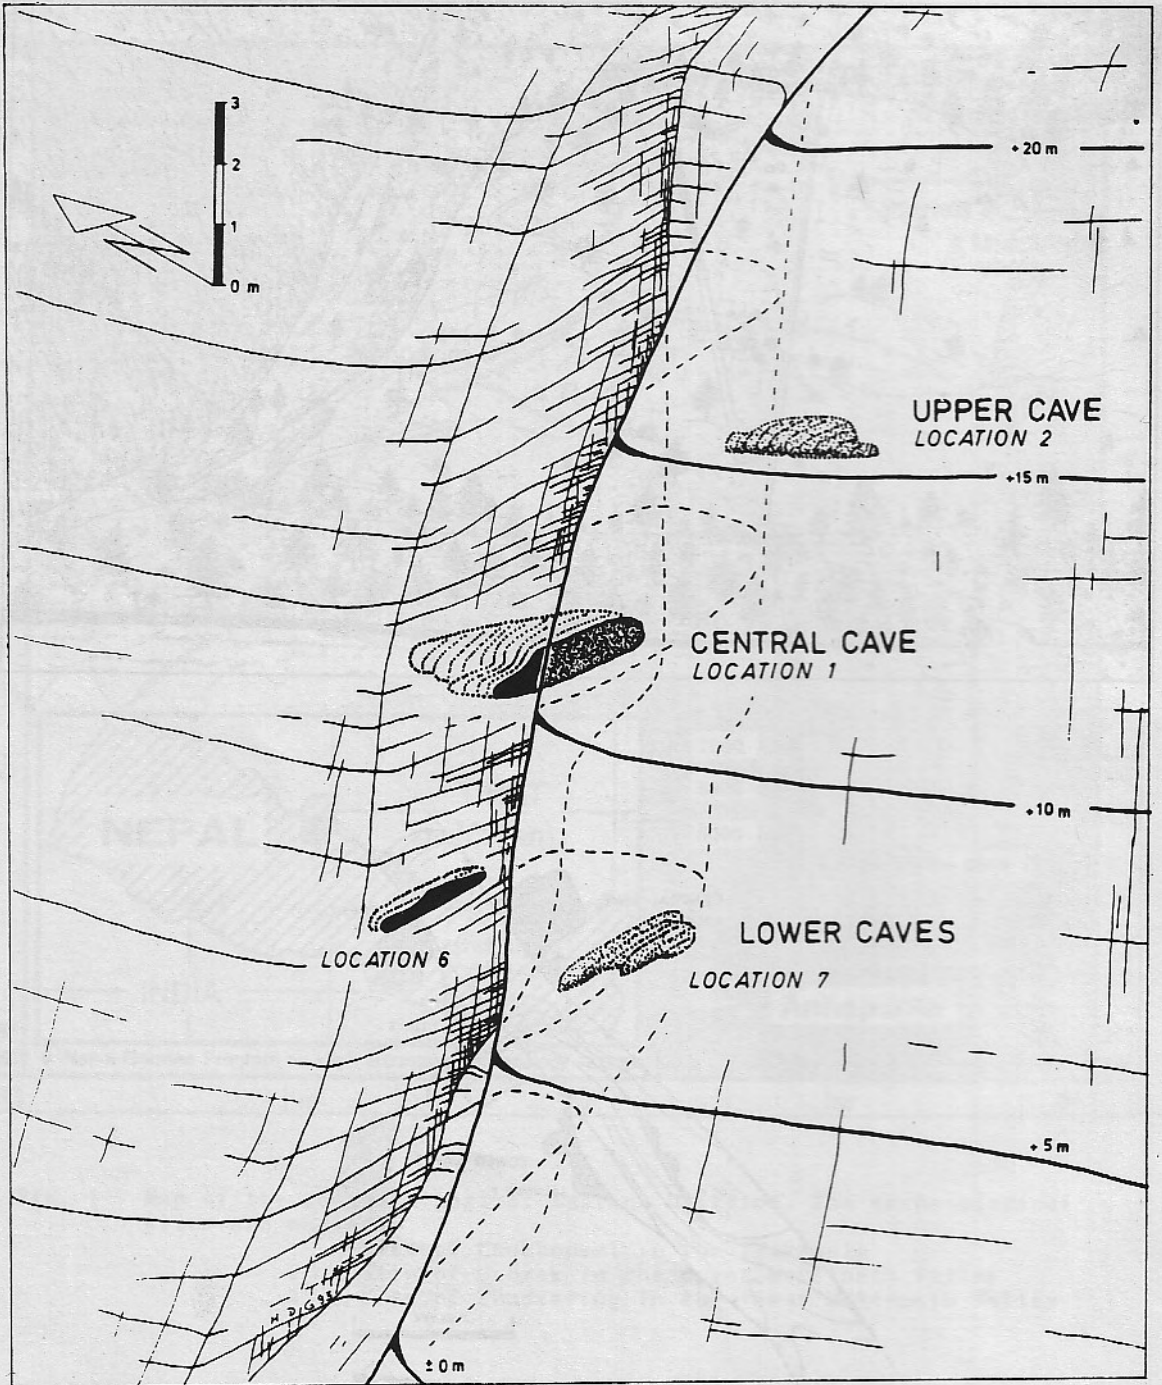 3
2
1
0 m
N
+20 m
UPPER CAVE
LOCATION 2
+15 m
CENTRAL CAVE
LOCATION 1
+10 m
LOWER CAVES
LOCATION 6
LOCATION 7
+5 m
±0 m